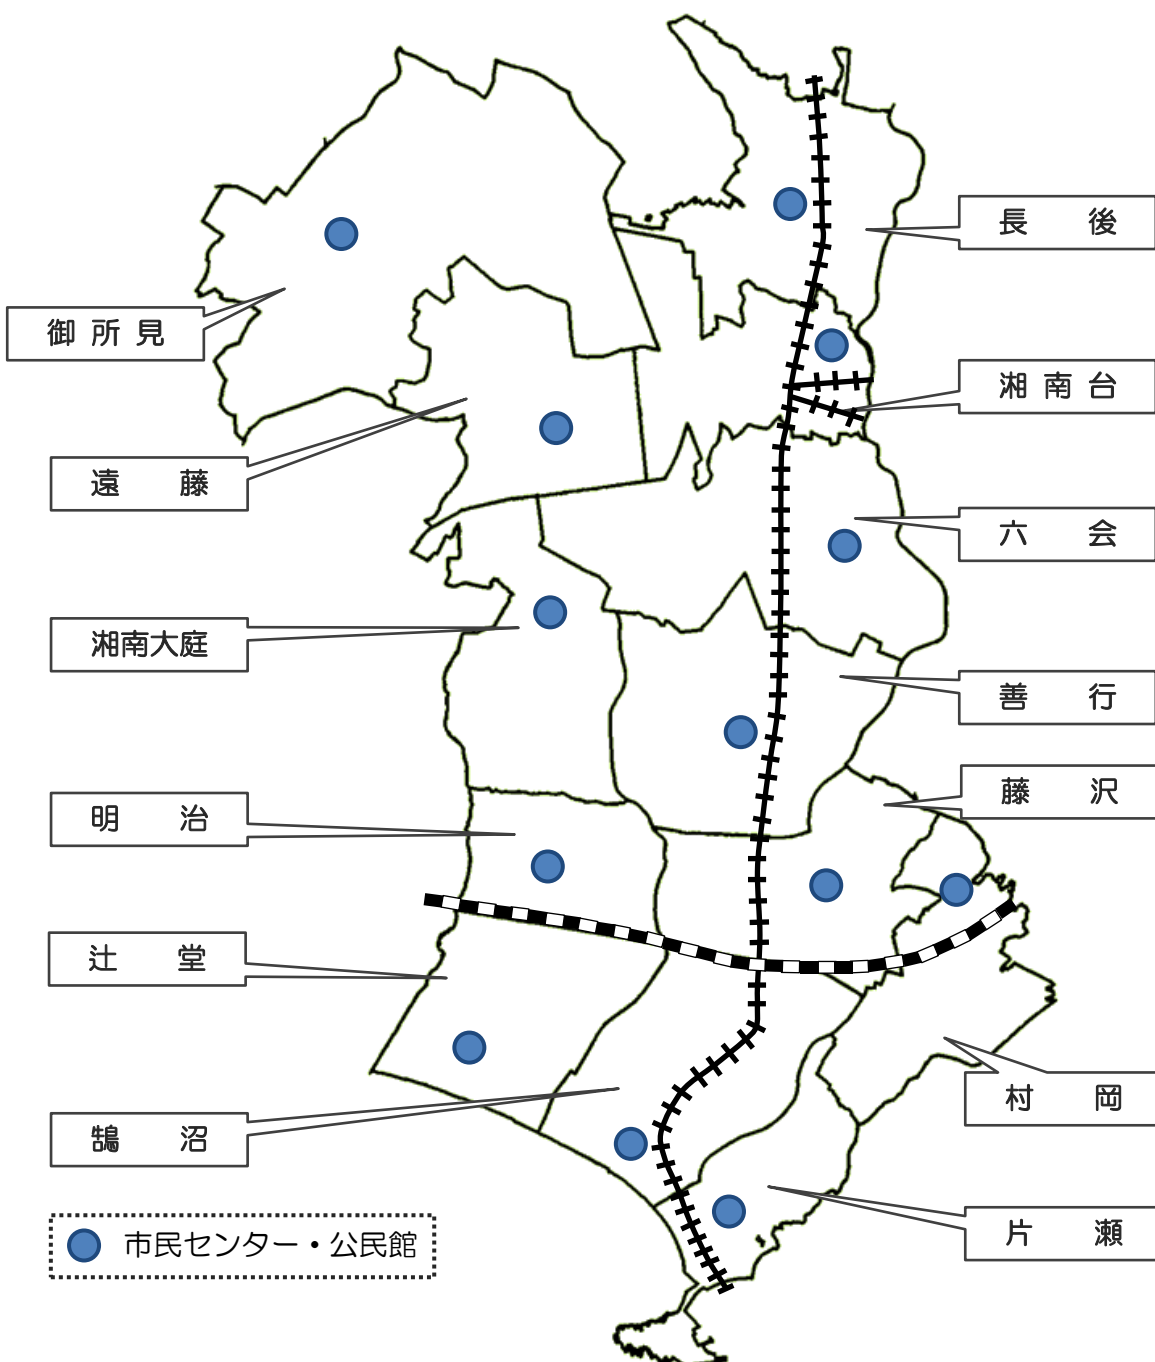 長後
御所見
湘南台
遠藤
六会
湘南大庭
善行
藤沢
明治
辻堂
村岡
鵠沼
片瀬
市民センター・公民館